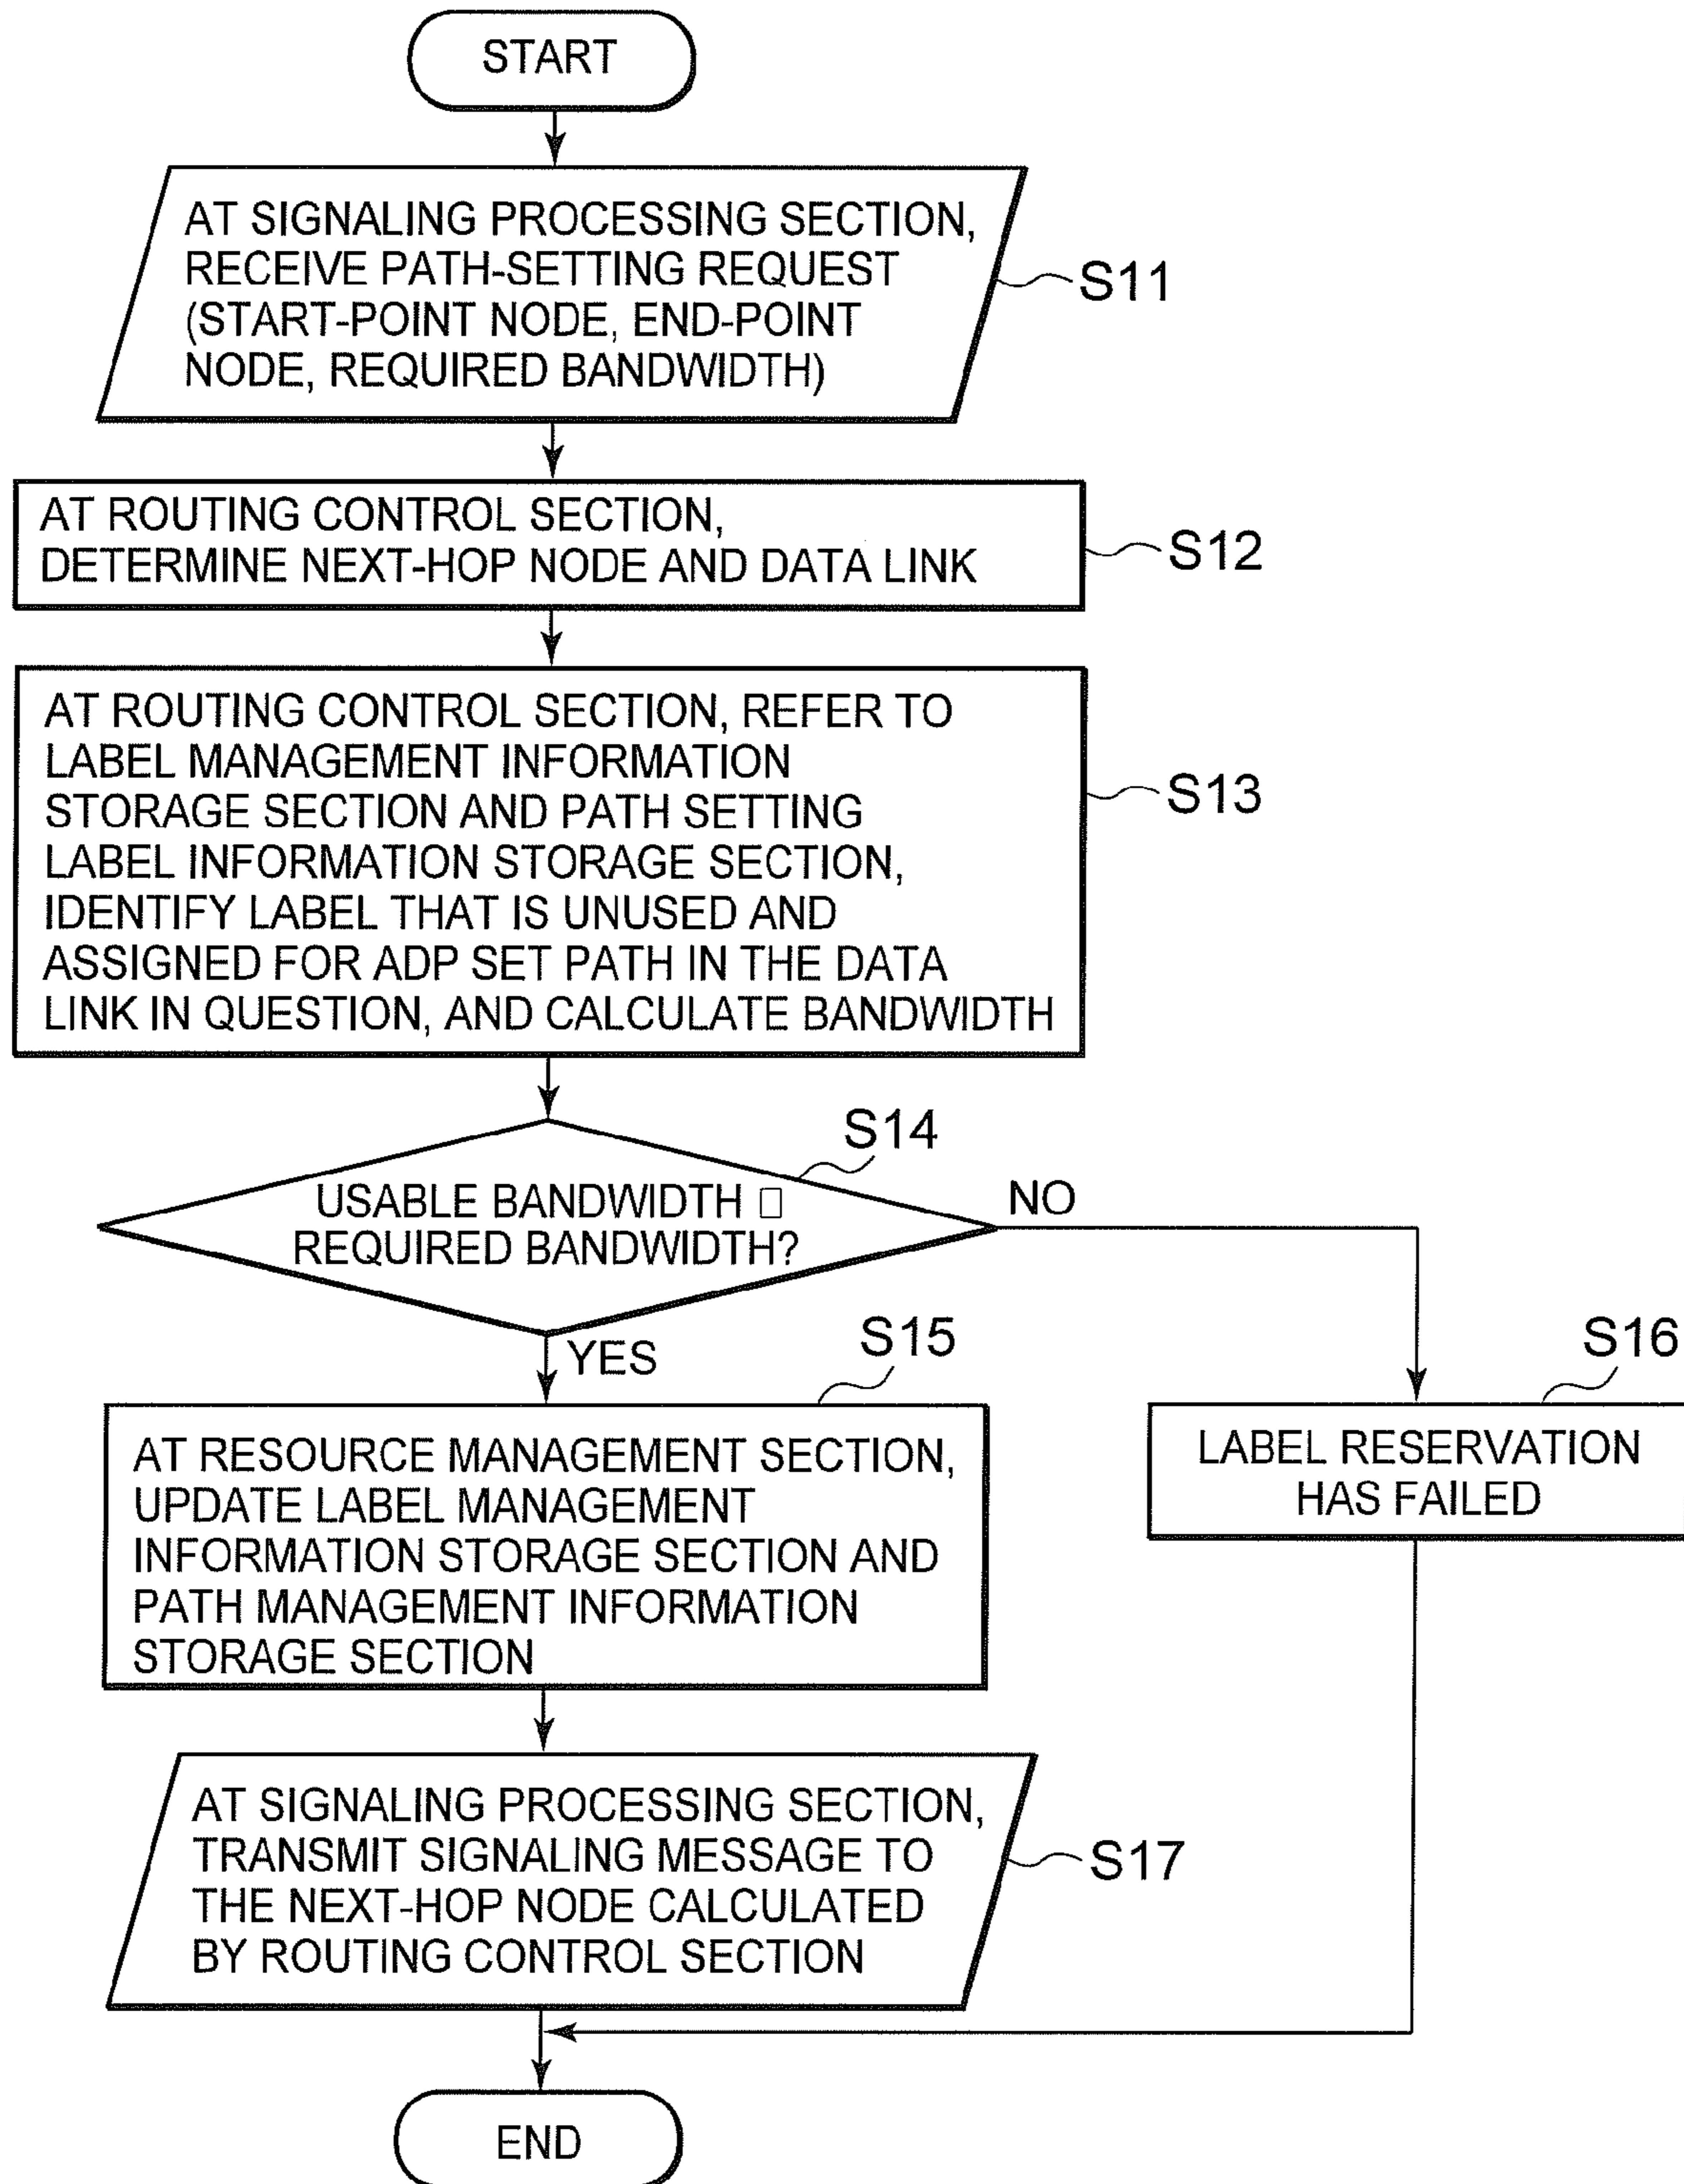 START
AT SIGNALING PROCESSING SECTION,
RECEIVE PATH-SETTING REQUEST
(START-POINT NODE, END-POINT
NODE, REQUIRED BANDWIDTH)
S11
AT ROUTING CONTROL SECTION,
DETERMINE NEXT-HOP NODE AND DATA LINK
S12
AT ROUTING CONTROL SECTION, REFER TO
LABEL MANAGEMENT INFORMATION
STORAGE SECTION AND PATH SETTING
LABEL INFORMATION STORAGE SECTION,
IDENTIFY LABEL THAT IS UNUSED AND
ASSIGNED FOR ADP SET PATH IN THE DATA
LINK IN QUESTION, AND CALCULATE BANDWIDTH
S13
S14
USABLE BANDWIDTH □
REQUIRED BANDWIDTH?
NO
YES
S15
AT RESOURCE MANAGEMENT SECTION,
UPDATE LABEL MANAGEMENT
INFORMATION STORAGE SECTION AND
PATH MANAGEMENT INFORMATION
STORAGE SECTION
S16
LABEL RESERVATION
HAS FAILED
AT SIGNALING PROCESSING SECTION,
TRANSMIT SIGNALING MESSAGE TO
THE NEXT-HOP NODE CALCULATED
BY ROUTING CONTROL SECTION
S17
END